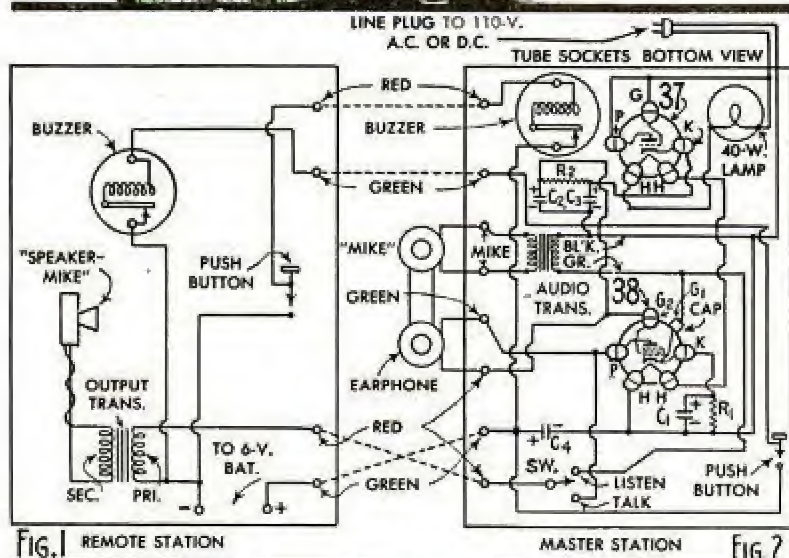 LINE PLUG TO 110-V.
A.C. OR D.C.
TUBE SOCKETS BOTTOM VIEW
RED
G
37
P
K
BUZZER
BUZZER
40-W.
LAMP
GREEN
R2
H H
C2
C3
"SPEAKER-
MIKE"
PUSH
BUTTON
"MIKE"
MIKE
BL'K.
GR.
GREEN
AUDIO
TRANS.
38
G2
G1
CAP
P
K
EARPHONE
H H
OUTPUT
TRANS.
RED
C1
R1
TO 6-V.
BAT.
C4
SW.
LISTEN
TALK
PUSH
BUTTON
GREEN
SEC.
PRI.
-
+
FIG.1 REMOTE STATION
MASTER STATION FIG.2